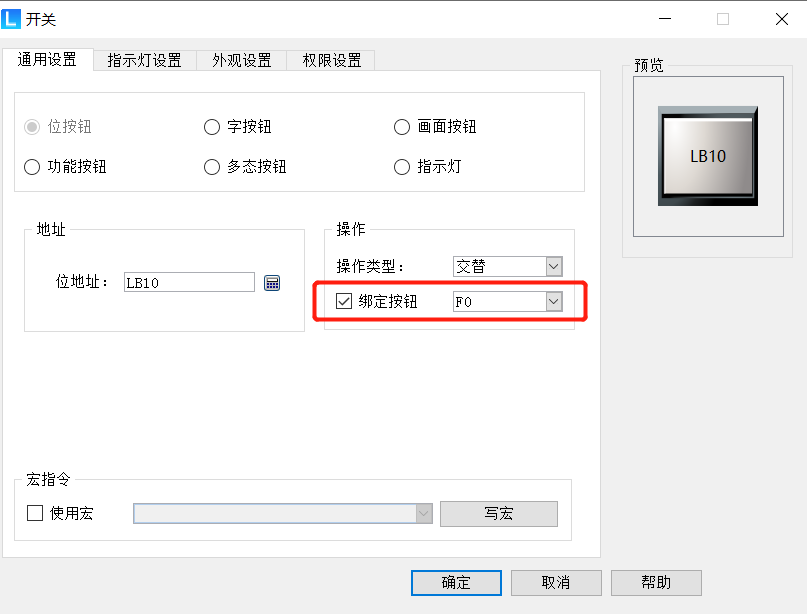 L 开关
通用设置 指示灯设置 外观设置 权限设置
预览
位按钮 字按钮 画面按钮
功能按钮 多态按钮 指示灯
LB10
地址
位地址： LB10
操作
操作类型： 交替
绑定按钮 F0
宏指令
使用宏 写宏
确定 取消 帮助